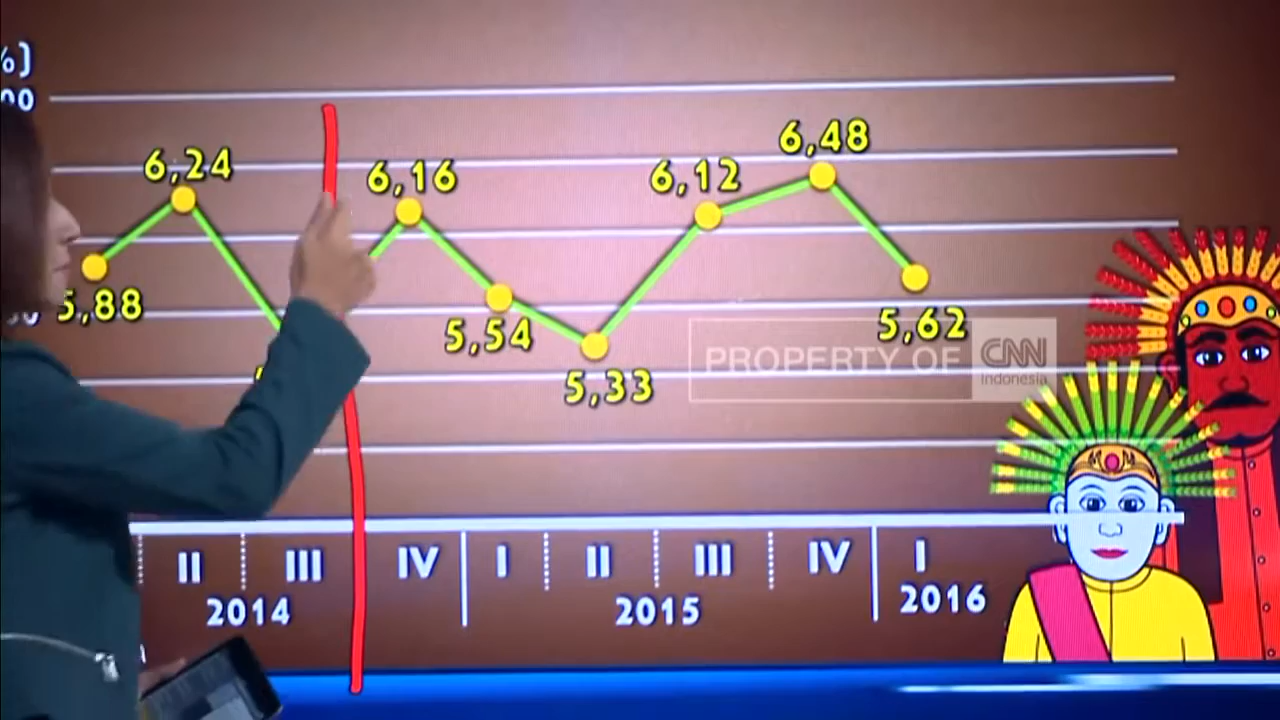 %)
00
6,24
6,16
6,12
6,48
5,88
5,54
5,33
5,62
PROPERTY OF CNN
Indonesia
II
III
IV
I
II
III
IV
I
2014
2015
2016